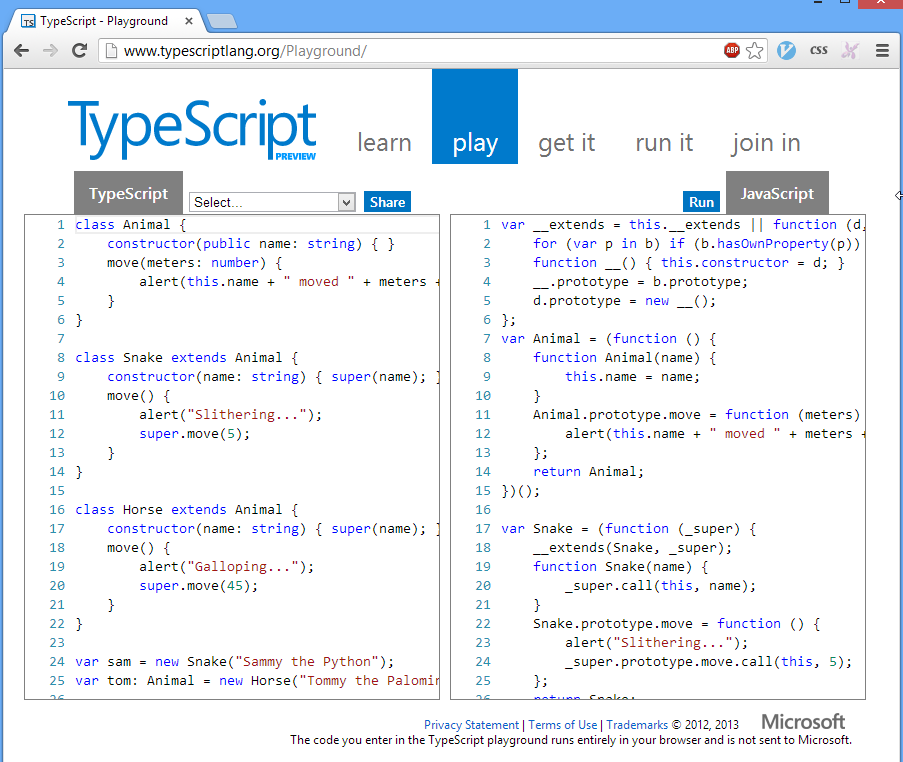 TypeScript - Playground
www.typescriptlang.org/Playground/
ABP
css
TypeScript
PREVIEW
learn
play
get it
run it
join in
TypeScript
Select...
Share
Run
JavaScript
1 class Animal {
2     constructor(public name: string) { }
3     move(meters: number) {
4         alert(this.name + " moved " + meters +
5     }
6 }
7
8 class Snake extends Animal {
9     constructor(name: string) { super(name); }
10     move() {
11         alert("Slithering...");
12         super.move(5);
13     }
14 }
15
16 class Horse extends Animal {
17     constructor(name: string) { super(name); }
18     move() {
19         alert("Galloping...");
20         super.move(45);
21     }
22 }
23
24 var sam = new Snake("Sammy the Python");
25 var tom: Animal = new Horse("Tommy the Palomin
26
1 var __extends = this.__extends || function (d,
2     for (var p in b) if (b.hasOwnProperty(p))
3     function __() { this.constructor = d; }
4     __.prototype = b.prototype;
5     d.prototype = new __();
6 };
7 var Animal = (function () {
8     function Animal(name) {
9         this.name = name;
10     }
11     Animal.prototype.move = function (meters)
12         alert(this.name + " moved " + meters +
13     };
14     return Animal;
15 })();
16
17 var Snake = (function (_super) {
18     __extends(Snake, _super);
19     function Snake(name) {
20         _super.call(this, name);
21     }
22     Snake.prototype.move = function () {
23         alert("Slithering...");
24         _super.prototype.move.call(this, 5);
25     };
26     return Snake;
Privacy Statement | Terms of Use | Trademarks © 2012, 2013 Microsoft
The code you enter in the TypeScript playground runs entirely in your browser and is not sent to Microsoft.